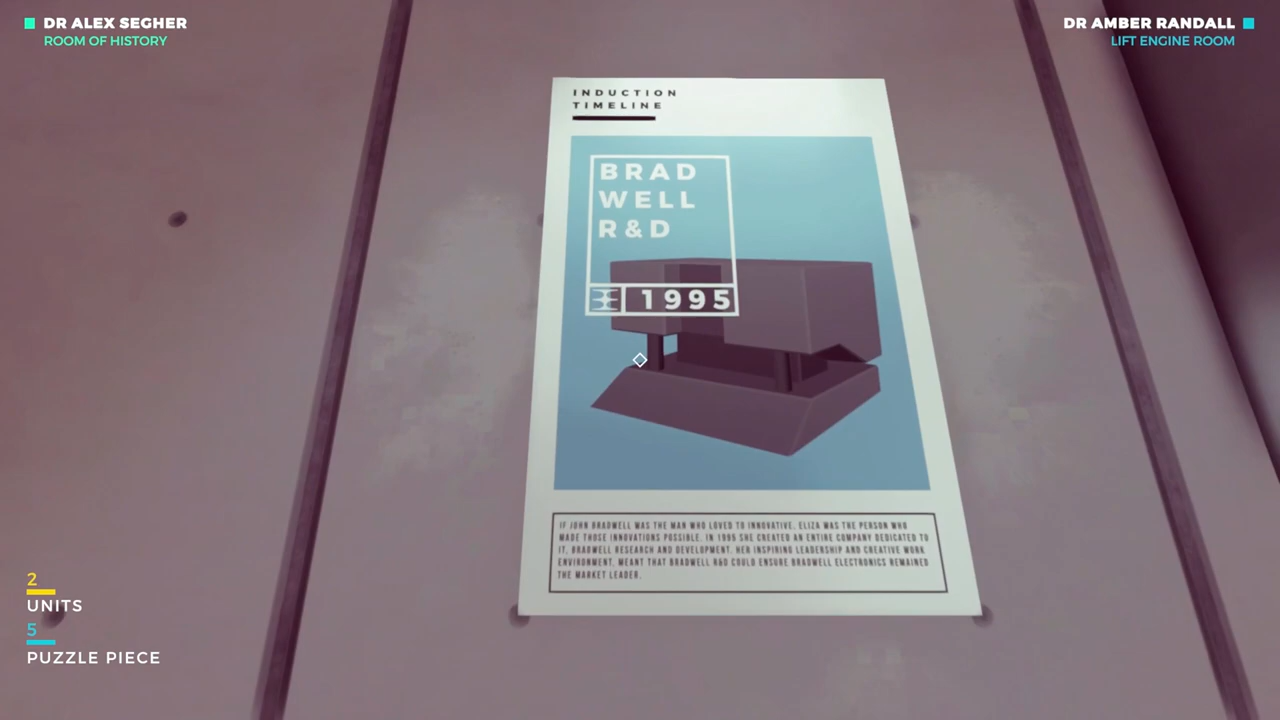 DR ALEX SEGHER
ROOM OF HISTORY
DR AMBER RANDALL
LIFT ENGINE ROOM
INDUCTION
TIMELINE
BRAD
WELL
R&D
1995
IF JOHN BRADWELL WAS THE MAN WHO LOVED TO INNOVATIVE, ELIZA WAS THE PERSON WHO
MADE THOSE INNOVATIONS POSSIBLE. IN 1995 SHE CREATED AN ENTIRE COMPANY DEDICATED TO
IT, BRADWELL RESEARCH AND DEVELOPMENT. HER INSPIRING LEADERSHIP AND CREATIVE WORK
ENVIRONMENT, MEANT THAT BRADWELL R&D COULD ENSURE BRADWELL ELECTRONICS REMAINED
THE MARKET LEADER.
2
UNITS
5
PUZZLE PIECE